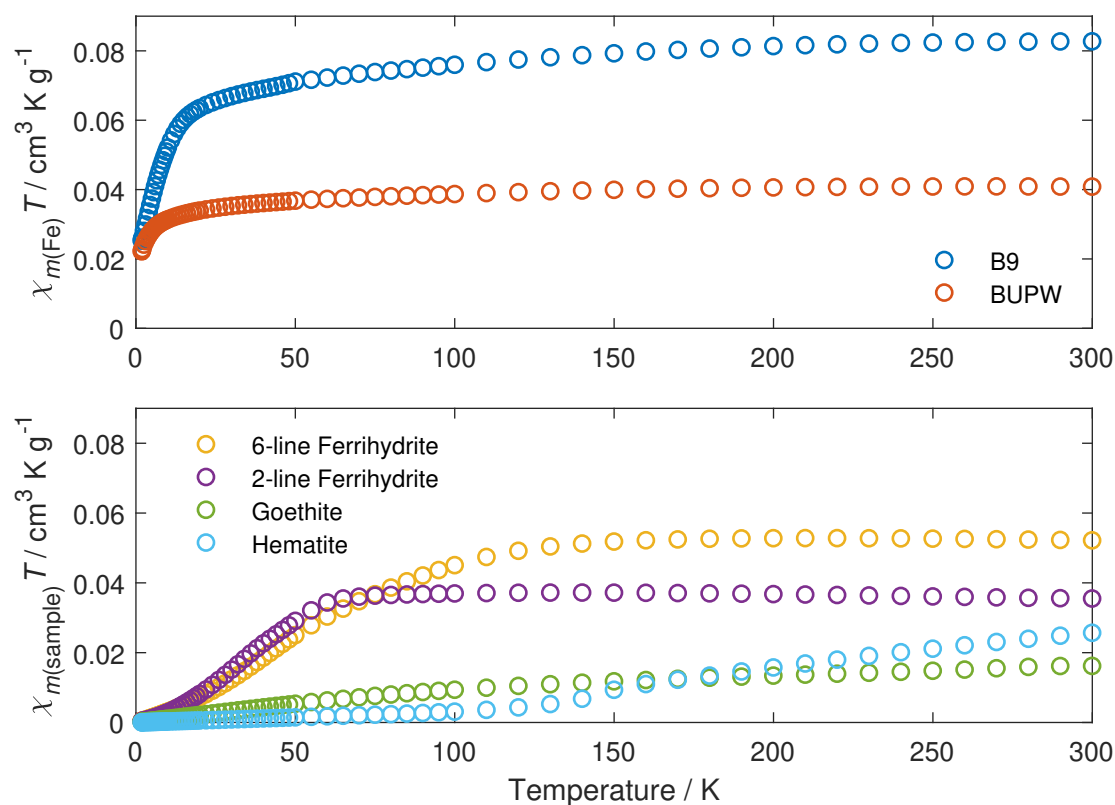 χm(Fe) T / cm³ K g⁻¹
0.08
0.06
0.04
0.02
0
B9
BUPW
0 50 100 150 200 250 300
χm(sample) T / cm³ K g⁻¹
0.08
0.06
0.04
0.02
0
6-line Ferrihydrite
2-line Ferrihydrite
Goethite
Hematite
0 50 100 150 200 250 300
Temperature / K